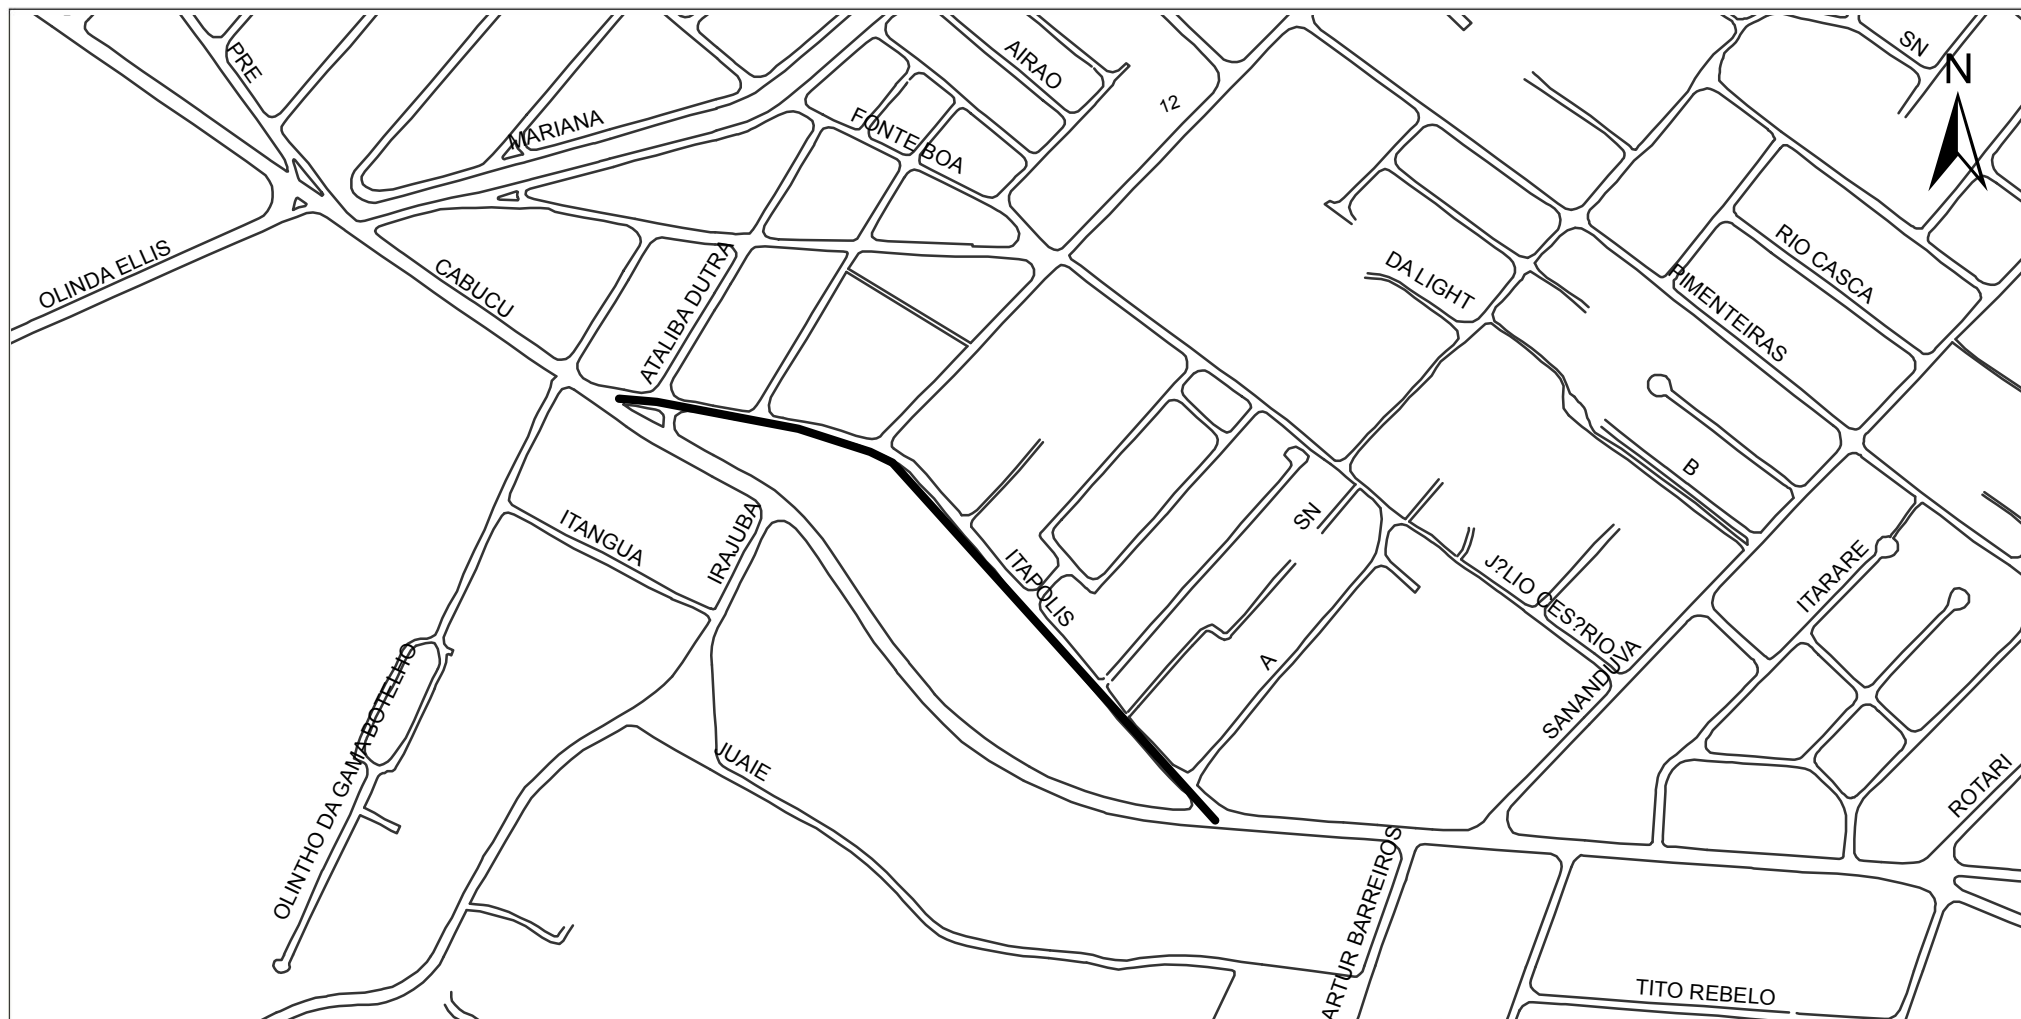 PRE
AIRAO
SN
N
12
MARIANA
FONTE BOA
OLINDA ELLIS
CABUCU
ATALIBA DUTRA
DA LIGHT
RIO CASCA
PIMENTEIRAS
B
SN
ITANGUA
IRAJUBA
ITAPOLIS
J?LIO CES?RIO
ITARARE
A
SANANDUVA
OLINTHO DA GAMA BOTELHO
JUAIE
ROTARI
ARTUR BARREIROS
TITO REBELO